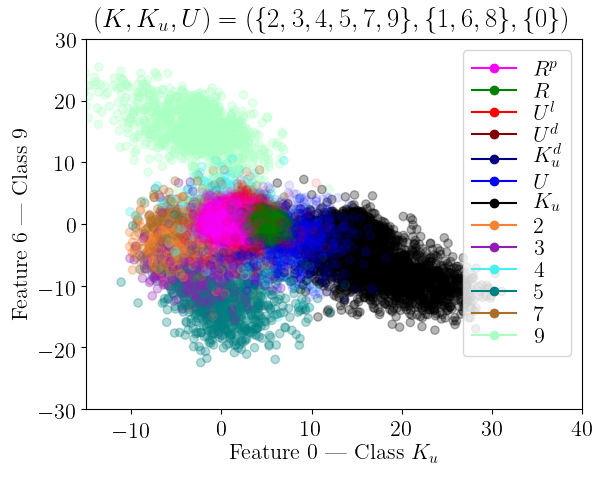 (K, K_u, U) = ({2, 3, 4, 5, 7, 9}, {1, 6, 8}, {0})
30
20
10
0
−10
−20
−30
Feature 6 — Class 9
R^p
R
U^l
U^d
K_u^d
U
K_u
2
3
4
5
7
9
−10
0
10
20
30
40
Feature 0 — Class K_u